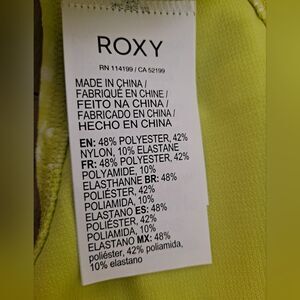 ROXY
RN 114199 / CA 52199
MADE IN CHINA /
FABRIQUÉ EN CHINE /
FEITO NA CHINA /
FABRICADO EN CHINA /
HECHO EN CHINA
EN: 48% POLYESTER, 42%
NYLON, 10% ELASTANE
FR: 48% POLYESTER, 42%
POLYAMIDE, 10%
ELASTHANNE BR: 48%
POLIÉSTER, 42%
POLIAMIDA, 10%
ELASTANO ES: 48%
POLIÉSTER, 42%
POLIAMIDA, 10%
ELASTANO MX: 48%
poliéster, 42% poliamida,
10% elastano